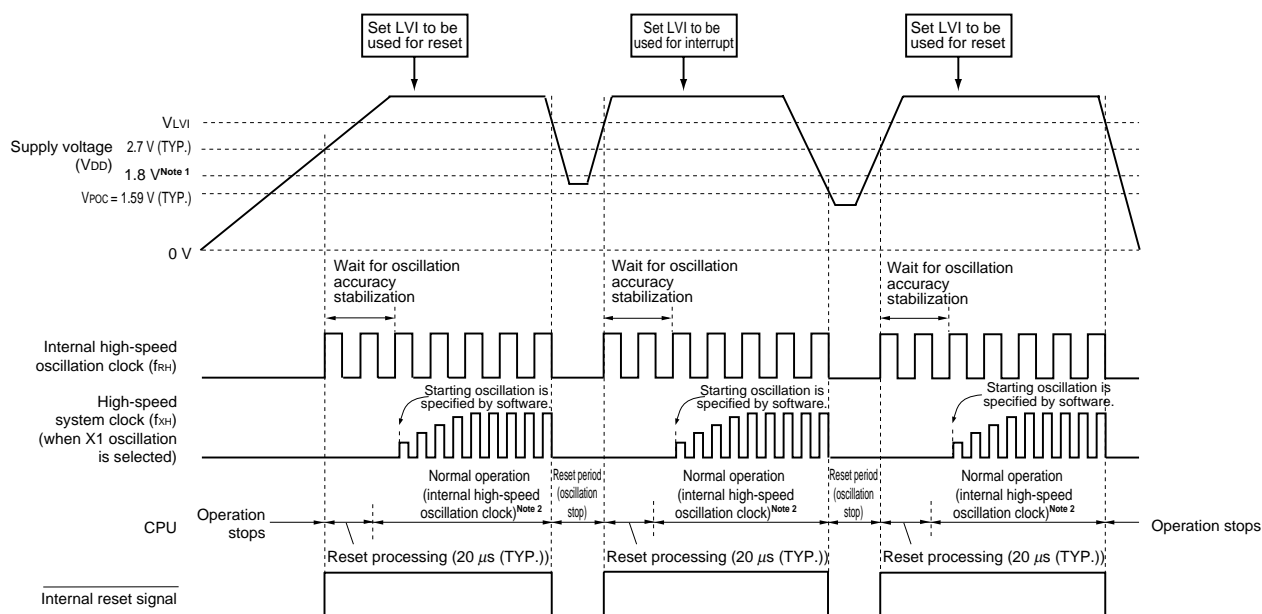 Set LVI to be
used for reset
Set LVI to be
used for interrupt
Set LVI to be
used for reset
VLVI
Supply voltage
(VDD)
2.7 V (TYP.)
1.8 V Note 1
VPOC = 1.59 V (TYP.)
0 V
Wait for oscillation
accuracy
stabilization
Wait for oscillation
accuracy
stabilization
Wait for oscillation
accuracy
stabilization
Internal high-speed
oscillation clock (fRH)
Starting oscillation is
specified by software.
Starting oscillation is
specified by software.
Starting oscillation is
specified by software.
High-speed
system clock (fXH)
(when X1 oscillation
is selected)
CPU
Operation
stops
Normal operation
(internal high-speed
oscillation clock) Note 2
Reset period
(oscillation
stop)
Normal operation
(internal high-speed
oscillation clock) Note 2
Reset period
(oscillation
stop)
Normal operation
(internal high-speed
oscillation clock) Note 2
Operation stops
Reset processing (20 μs (TYP.))
Reset processing (20 μs (TYP.))
Reset processing (20 μs (TYP.))
Internal reset signal